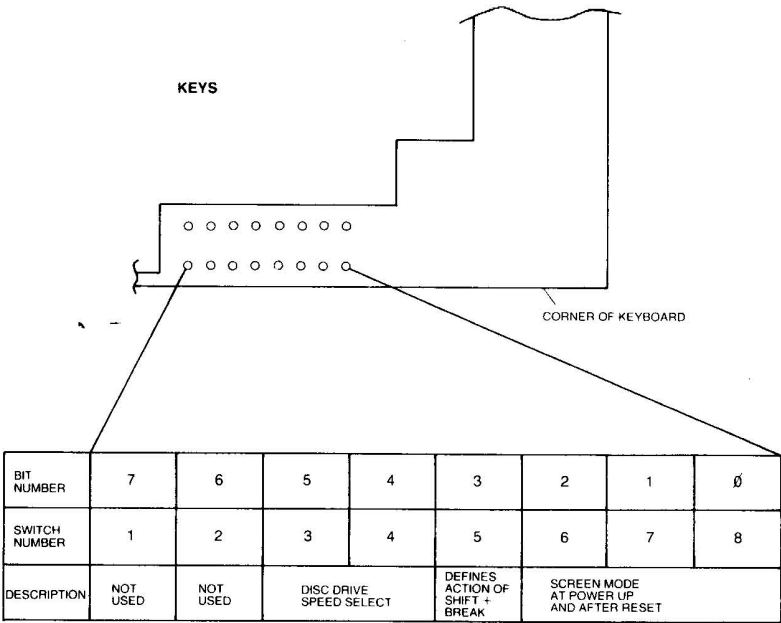 KEYS
CORNER OF KEYBOARD
BIT
NUMBER
7 6 5 4 3 2 1 Ø
SWITCH
NUMBER
1 2 3 4 5 6 7 8
DESCRIPTION
NOT
USED
NOT
USED
DISC DRIVE
SPEED SELECT
DEFINES
ACTION OF
SHIFT +
BREAK
SCREEN MODE
AT POWER UP
AND AFTER RESET